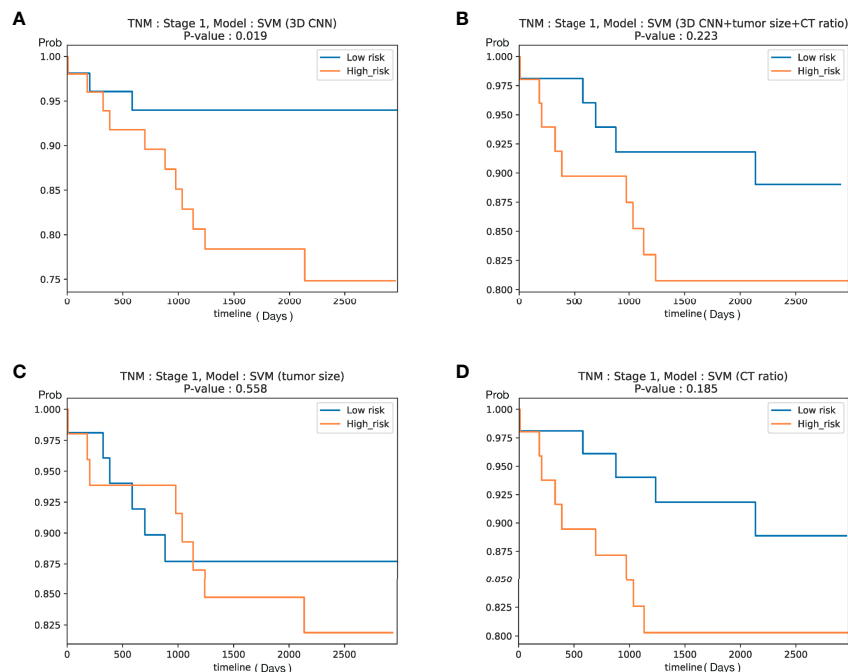 A
TNM : Stage 1, Model : SVM (3D CNN)
P-value : 0.019
Prob
1.00
0.95
0.90
0.85
0.80
0.75
Low risk
High_risk
0
500
1000
1500
2000
2500
timeline (Days)
B
TNM : Stage 1, Model : SVM (3D CNN+tumor size+CT ratio)
P-value : 0.223
Prob
1.000
0.975
0.950
0.925
0.900
0.875
0.850
0.825
0.800
Low risk
High_risk
0
500
1000
1500
2000
2500
timeline (Days)
C
TNM : Stage 1, Model : SVM (tumor size)
P-value : 0.558
Prob
1.000
0.975
0.950
0.925
0.900
0.875
0.850
0.825
Low risk
High_risk
0
500
1000
1500
2000
2500
timeline (Days)
D
TNM : Stage 1, Model : SVM (CT ratio)
P-value : 0.185
Prob
1.000
0.975
0.950
0.925
0.900
0.875
0.850
0.825
0.800
Low risk
High_risk
0
500
1000
1500
2000
2500
timeline (Days)